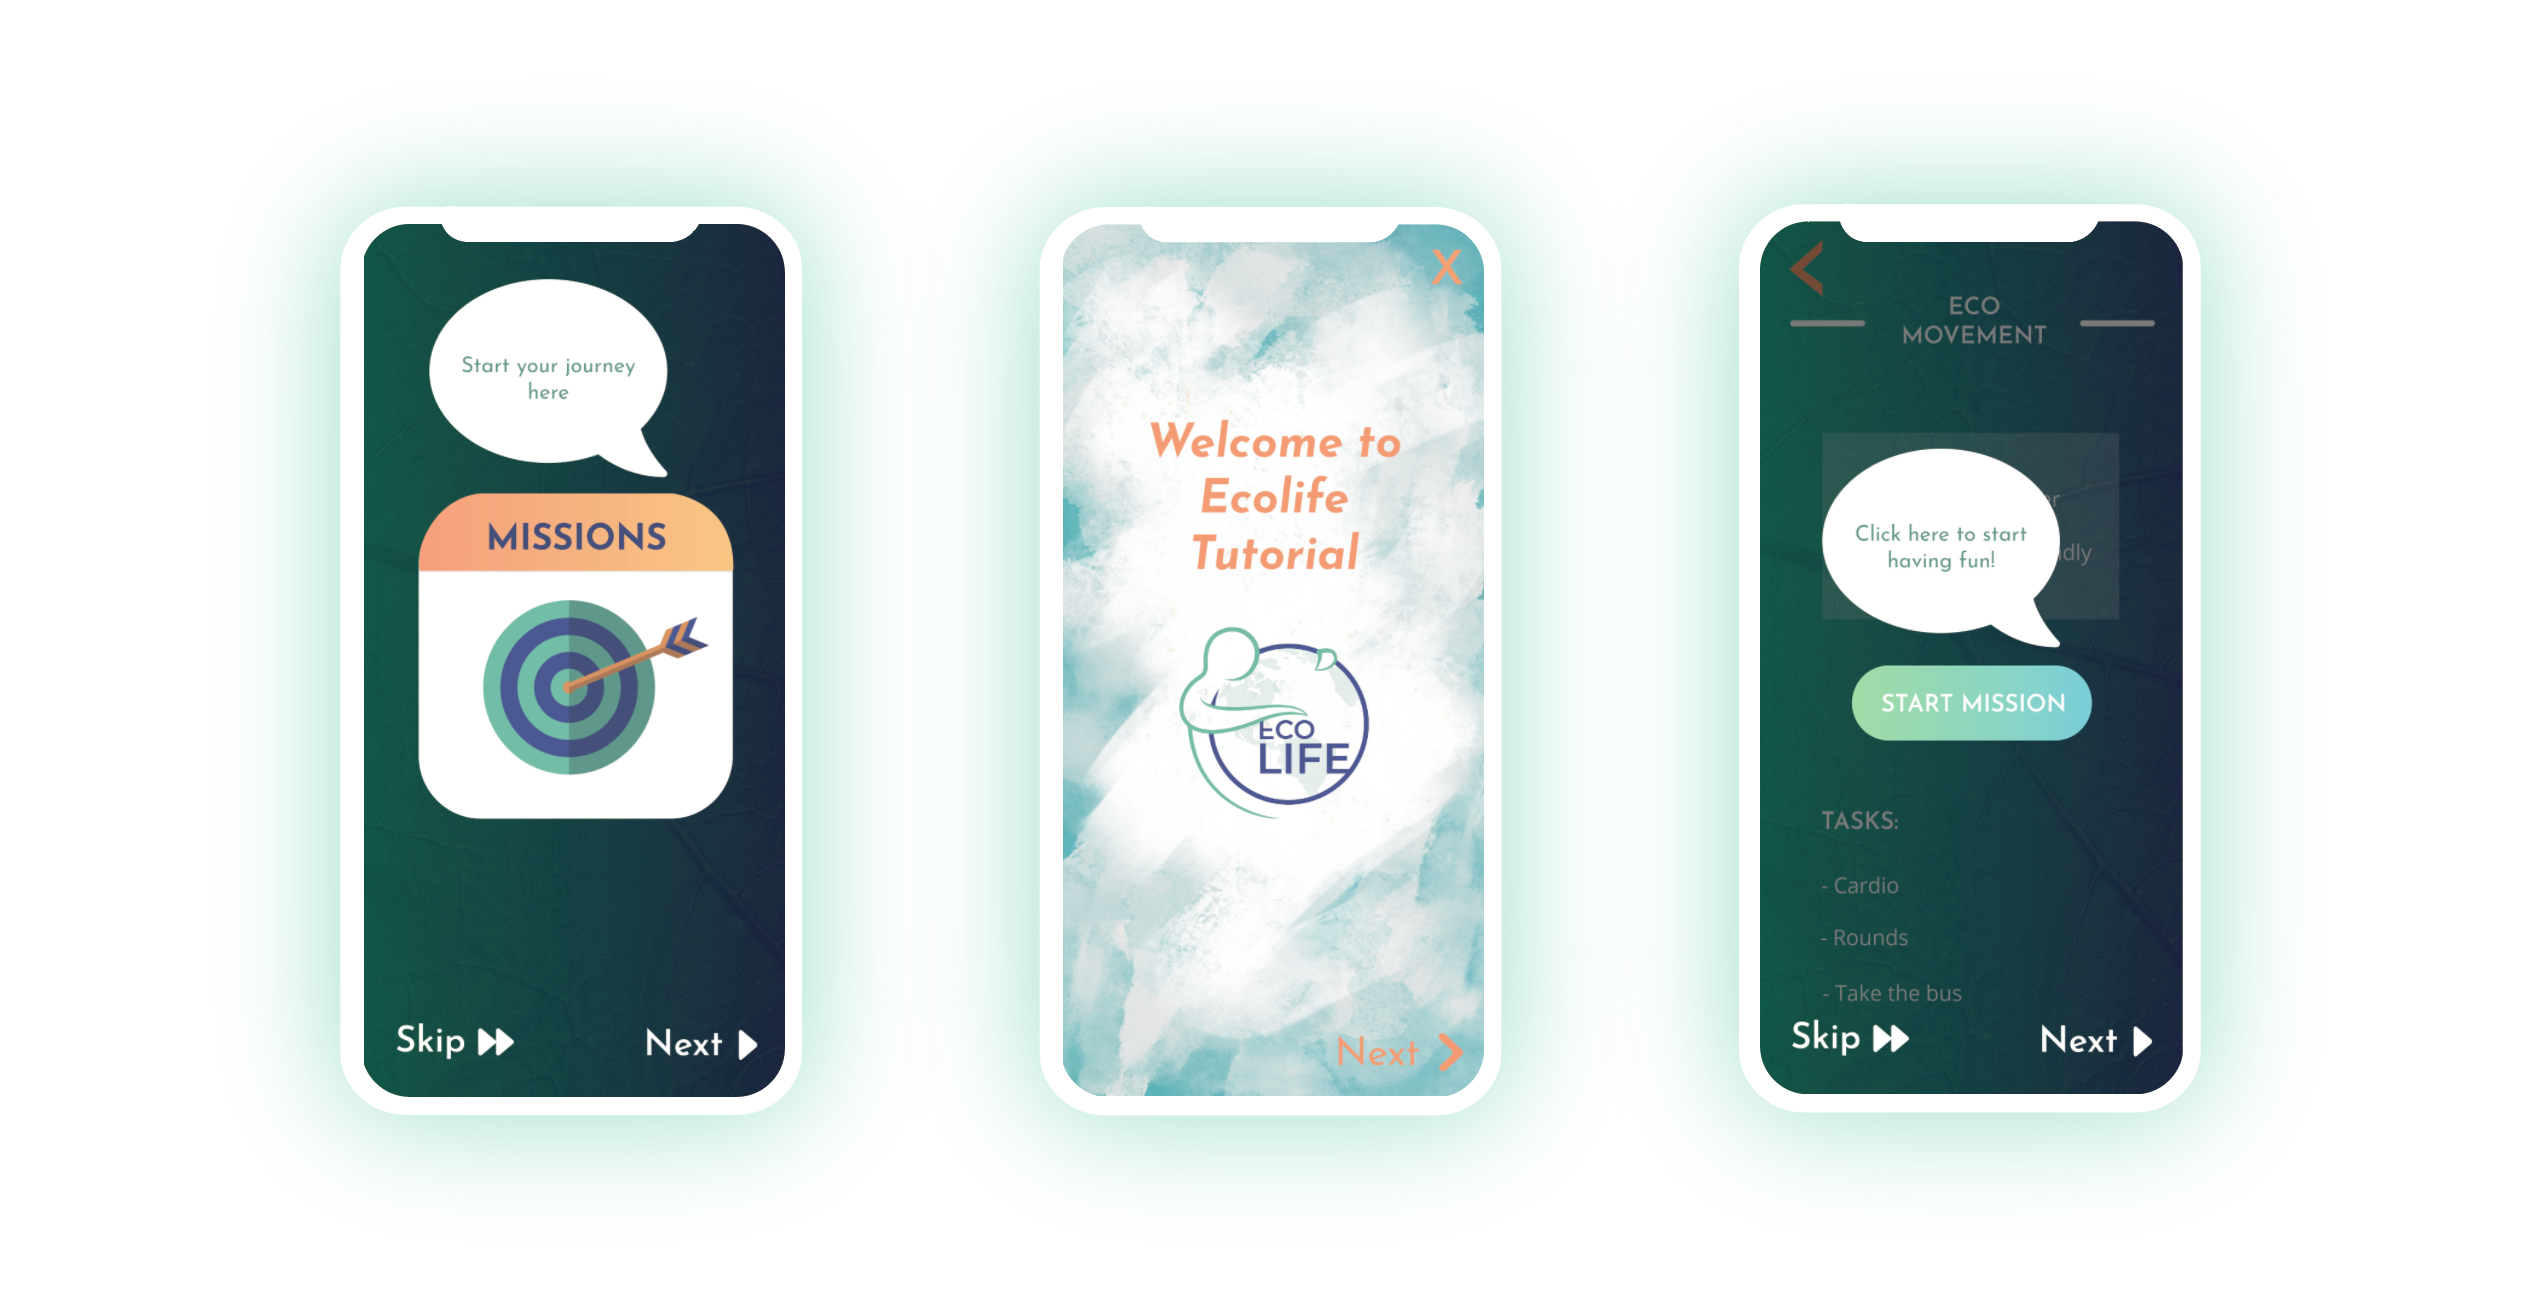 Start your journey
here
MISSIONS
Skip
Next
X
Welcome to
Ecolife
Tutorial
ECO
LIFE
Next
ECO
MOVEMENT
Click here to start
having fun!
START MISSION
TASKS:
- Cardio
- Rounds
- Take the bus
Skip
Next